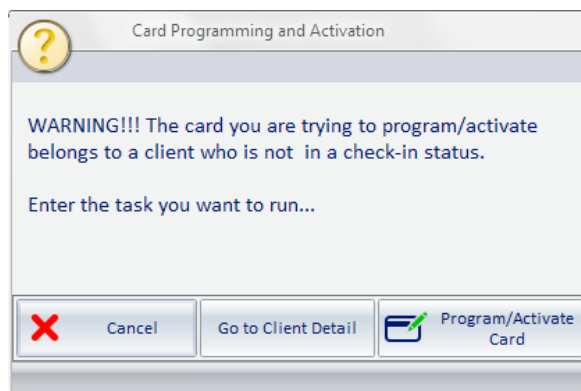 Card Programming and Activation
WARNING!!! The card you are trying to program/activate
belongs to a client who is not in a check-in status.
Enter the task you want to run...
Cancel
Go to Client Detail
Program/Activate
Card